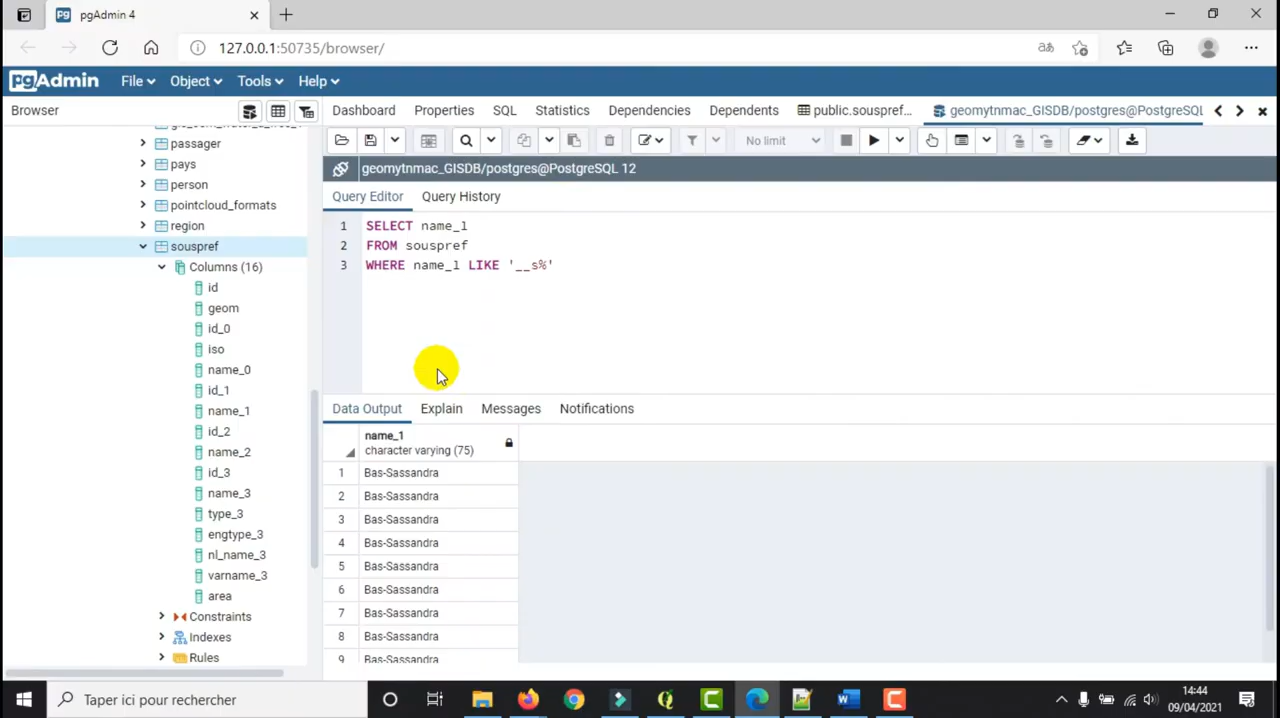 pgAdmin 4
127.0.0.1:50735/browser/
pgAdmin File Object Tools Help
Browser
Dashboard Properties SQL Statistics Dependencies Dependents public.souspref... geomytnmac_GISDB/postgres@PostgreSQL
passager
pays
person
pointcloud_formats
region
souspref
Columns (16)
id
geom
id_0
iso
name_0
id_1
name_1
id_2
name_2
id_3
name_3
type_3
engtype_3
nl_name_3
varname_3
area
Constraints
Indexes
Rules
No limit
geomytnmac_GISDB/postgres@PostgreSQL 12
Query Editor Query History
1 SELECT name_1
2 FROM souspref
3 WHERE name_1 LIKE '__s%'
Data Output Explain Messages Notifications
name_1
character varying (75)
1 Bas-Sassandra
2 Bas-Sassandra
3 Bas-Sassandra
4 Bas-Sassandra
5 Bas-Sassandra
6 Bas-Sassandra
7 Bas-Sassandra
8 Bas-Sassandra
9 Bas-Sassandra
Taper ici pour rechercher
14:44
09/04/2021